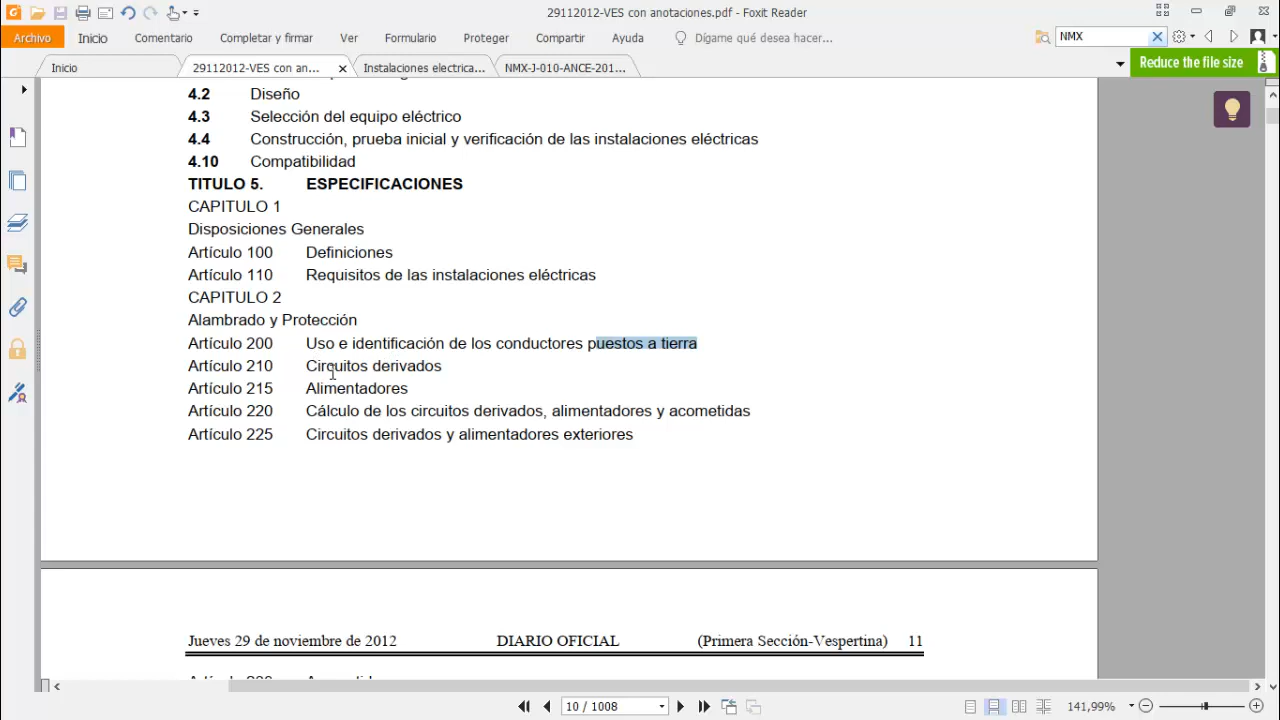 29112012-VES con anotaciones.pdf - Foxit Reader
Archivo Inicio Comentario Completar y firmar Ver Formulario Proteger Compartir Ayuda Dígame qué desea hacer... NMX
Inicio 29112012-VES con an... Instalaciones electrica... NMX-J-010-ANCE-201... Reduce the file size
4.2 Diseño
4.3 Selección del equipo eléctrico
4.4 Construcción, prueba inicial y verificación de las instalaciones eléctricas
4.10 Compatibilidad
TITULO 5. ESPECIFICACIONES
CAPITULO 1
Disposiciones Generales
Artículo 100 Definiciones
Artículo 110 Requisitos de las instalaciones eléctricas
CAPITULO 2
Alambrado y Protección
Artículo 200 Uso e identificación de los conductores puestos a tierra
Artículo 210 Circuitos derivados
Artículo 215 Alimentadores
Artículo 220 Cálculo de los circuitos derivados, alimentadores y acometidas
Artículo 225 Circuitos derivados y alimentadores exteriores
Jueves 29 de noviembre de 2012 DIARIO OFICIAL (Primera Sección-Vespertina) 11
10 / 1008 141,99%